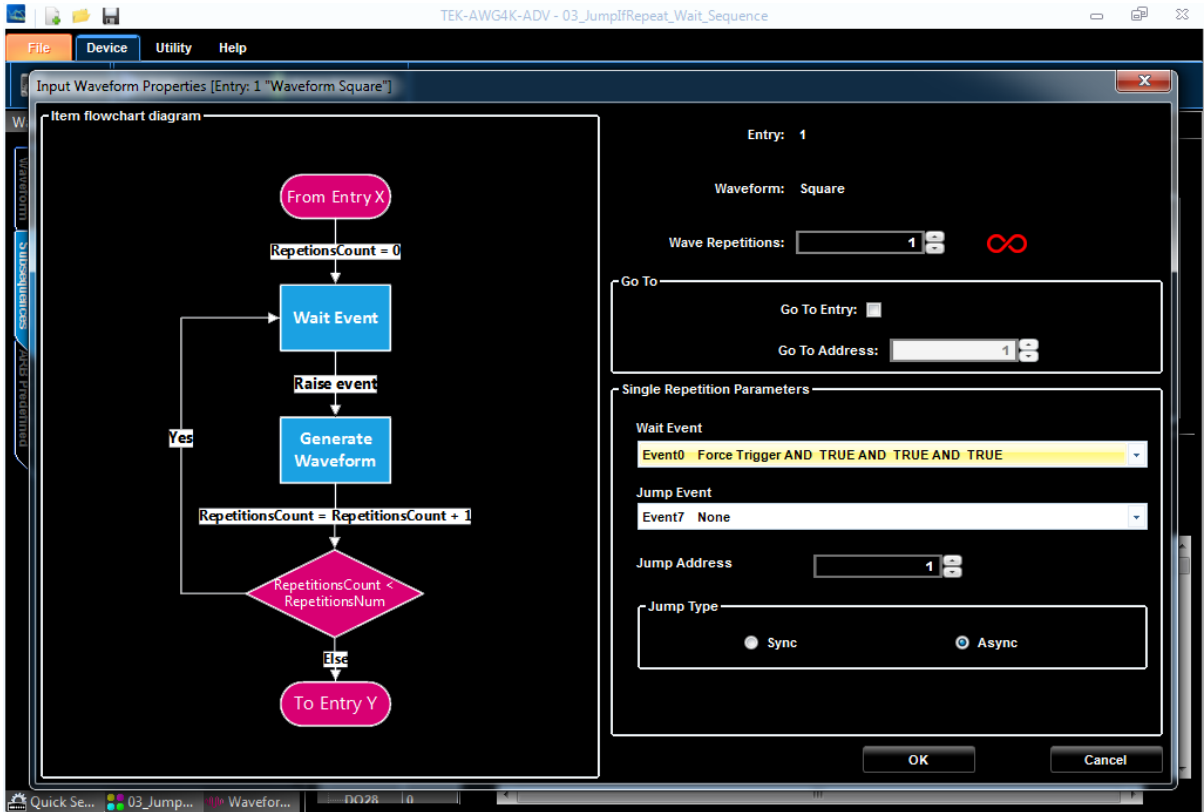 TEK-AWG4K-ADV - 03_JumpIfRepeat_Wait_Sequence
File Device Utility Help
Input Waveform Properties [Entry: 1 "Waveform Square"]
Waveform
Subsequences
ARB Predefined
Item flowchart diagram
From Entry X
RepetionsCount = 0
Wait Event
Raise event
Yes
Generate
Waveform
RepetitionsCount = RepetitionsCount + 1
RepetitionsCount <
RepetitionsNum
Else
To Entry Y
Entry: 1
Waveform: Square
Wave Repetitions: 1
Go To
Go To Entry:
Go To Address: 1
Single Repetition Parameters
Wait Event
Event0 Force Trigger AND TRUE AND TRUE AND TRUE
Jump Event
Event7 None
Jump Address 1
Jump Type
Sync Async
OK Cancel
Quick Se... 03_Jump... Wavefor... DO28 0